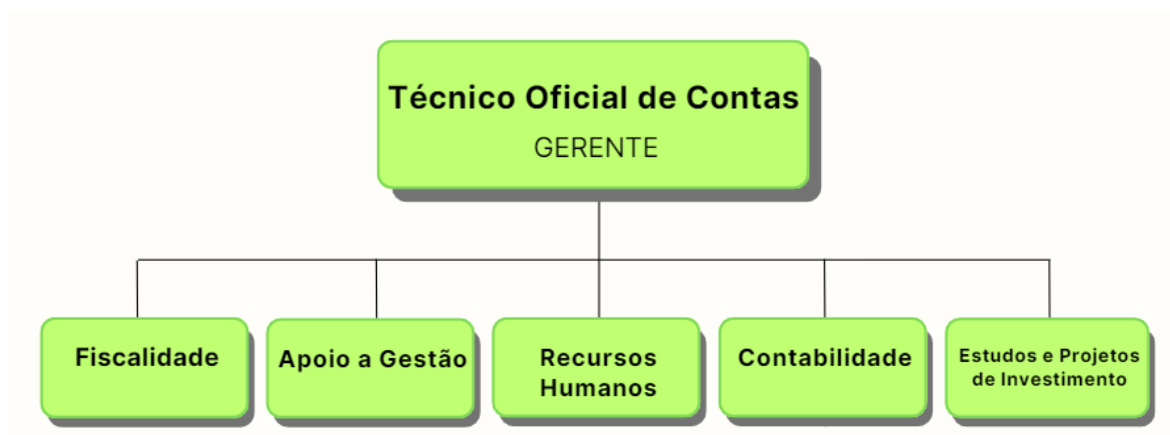 Técnico Oficial de Contas
GERENTE
Fiscalidade
Apoio a Gestão
Recursos
Humanos
Contabilidade
Estudos e Projetos
de Investimento